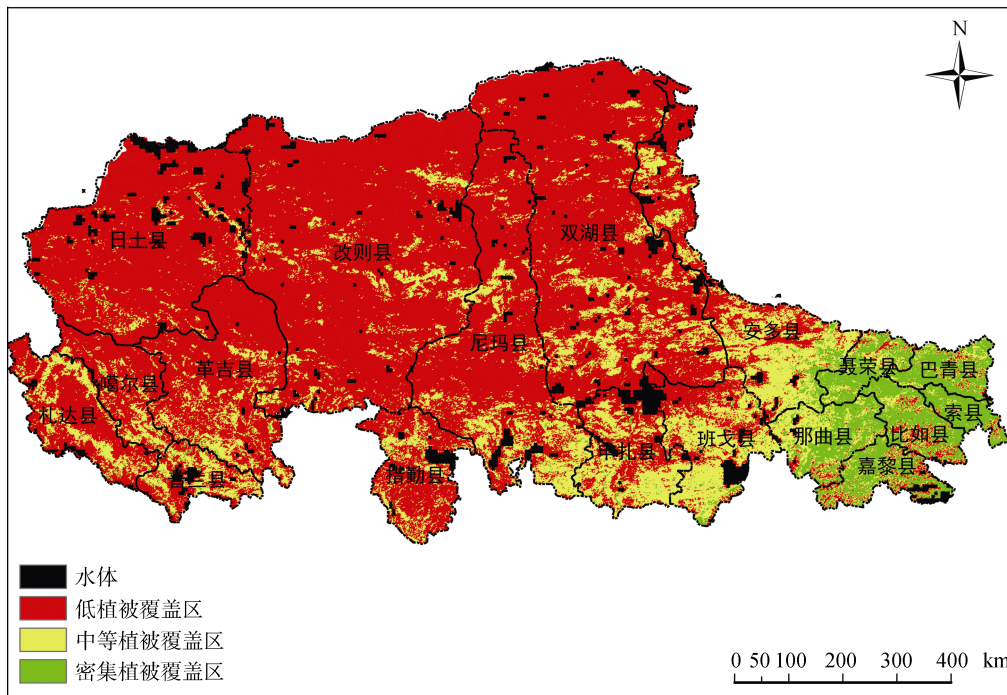 N
日土县
改则县
双湖县
尼玛县
安多县
革吉县
噶尔县
札达县
聂荣县
巴青县
索县
比如县
那曲县
班戈县
申扎县
嘉黎县
措勤县
普兰县
水体
低植被覆盖区
中等植被覆盖区
密集植被覆盖区
0 50 100 200 300 400 km